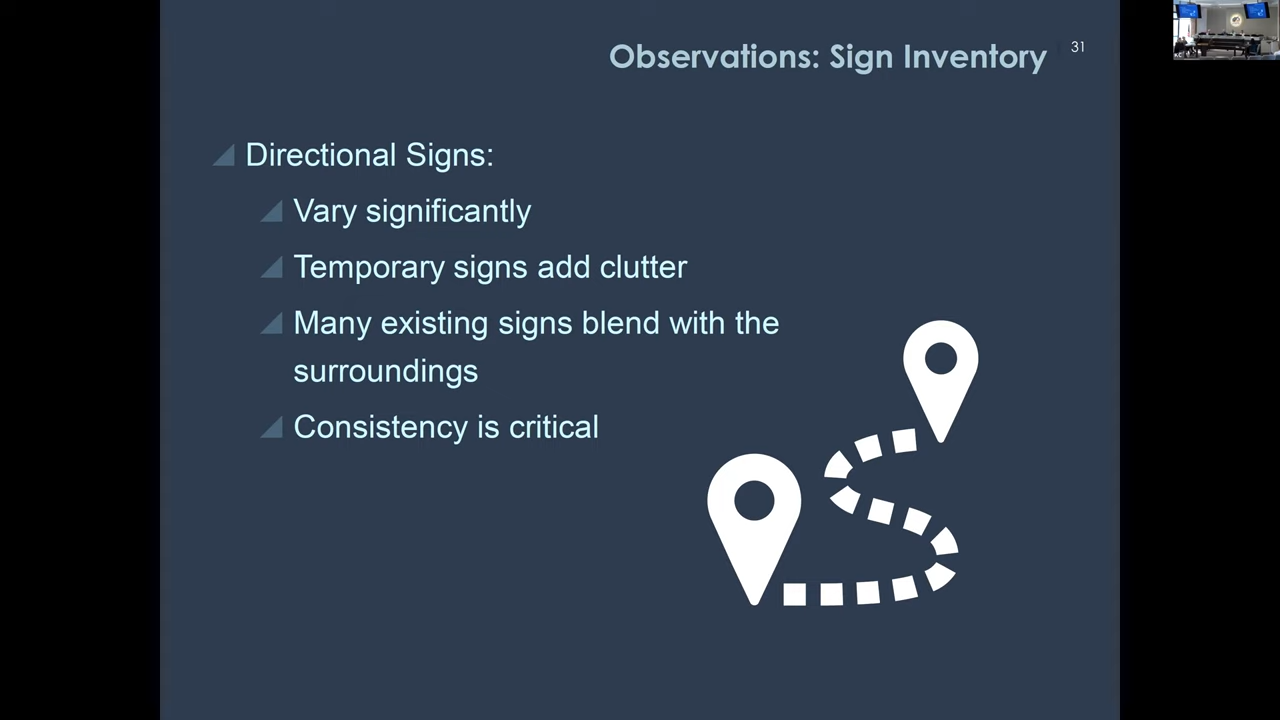 Observations: Sign Inventory
31
Directional Signs:
Vary significantly
Temporary signs add clutter
Many existing signs blend with the
surroundings
Consistency is critical